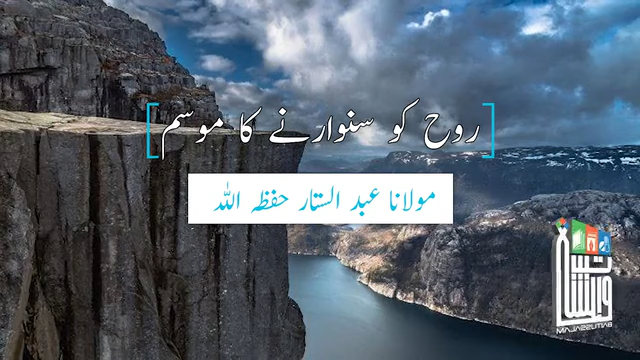 روح کو سنوارنے کا موسم
مولانا عبد الستار حفظہ اللہ